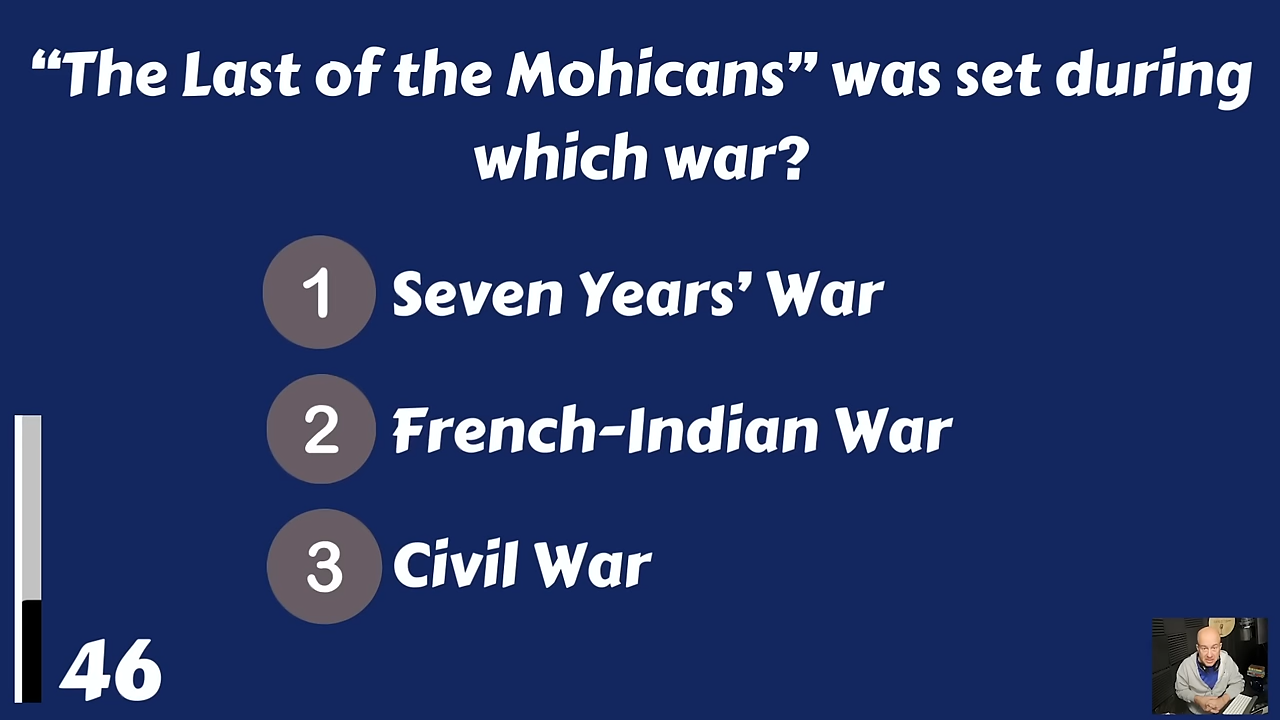 “The Last of the Mohicans” was set during
which war?
1 Seven Years’ War
2 French-Indian War
3 Civil War
46